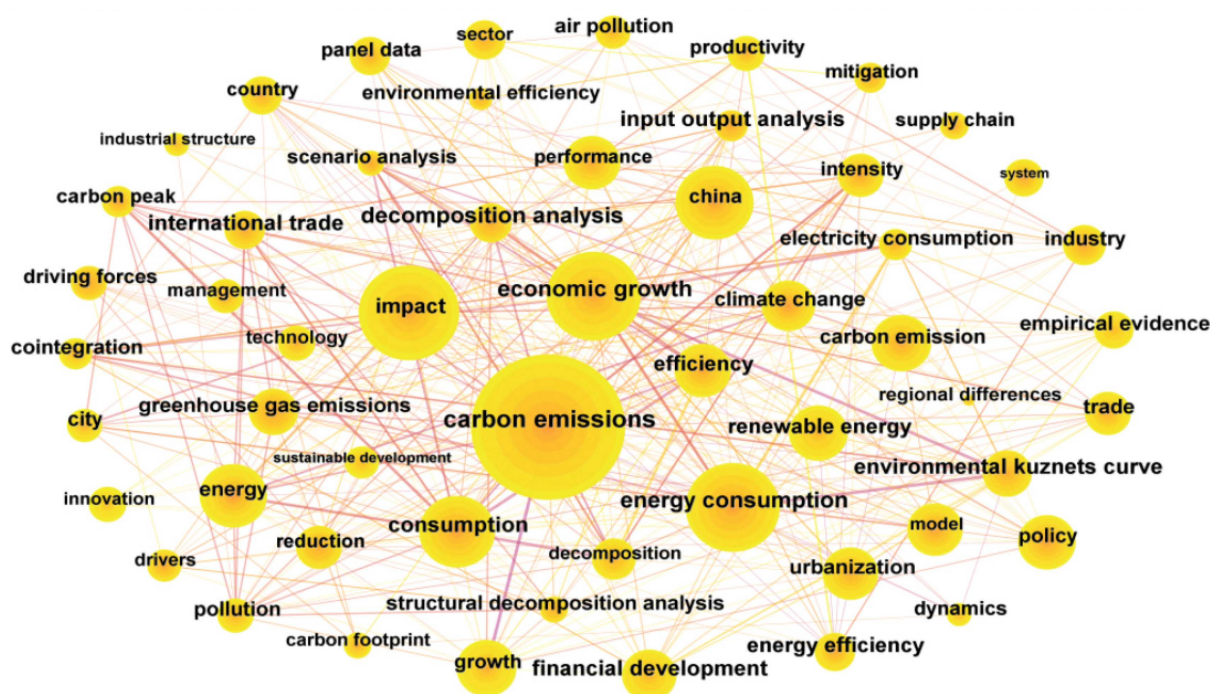 air pollution
sector
panel data
productivity
mitigation
country
environmental efficiency
input output analysis
supply chain
industrial structure
scenario analysis
performance
intensity
system
carbon peak
china
international trade
decomposition analysis
electricity consumption
industry
driving forces
management
impact
economic growth
climate change
empirical evidence
cointegration
technology
carbon emission
efficiency
regional differences
city
greenhouse gas emissions
carbon emissions
renewable energy
trade
sustainable development
environmental kuznets curve
innovation
energy
consumption
energy consumption
model
policy
drivers
reduction
decomposition
urbanization
pollution
structural decomposition analysis
dynamics
carbon footprint
growth
financial development
energy efficiency